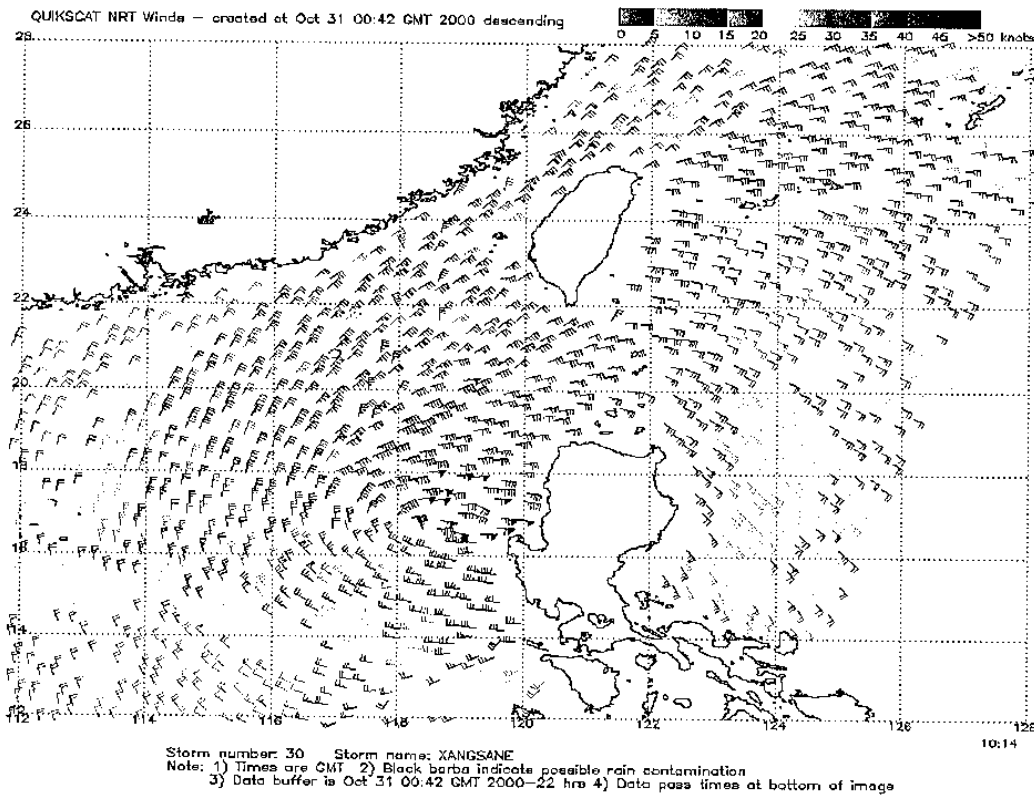 QUIKSCAT NRT Winds – created at Oct 31 00:42 GMT 2000 descending
0 5 10 15 20 25 30 35 40 45 >50 knots
28
26
24
22
20
18
16
14
12
112 114 116 118 120 122 124 126 128
10:14
Storm number: 30 Storm name: XANGSANE
Note: 1) Times are GMT 2) Black barbs indicate possible rain contamination
3) Data buffer is Oct 31 00:42 GMT 2000–22 hrs 4) Data pass times at bottom of image